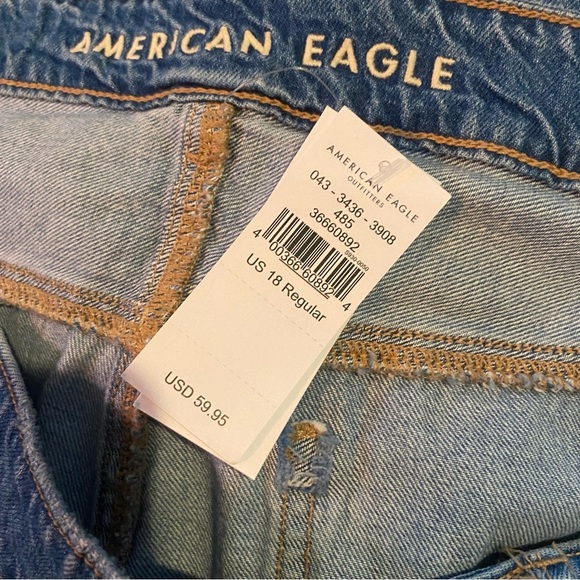 AMERICAN EAGLE
AMERICAN EAGLE
OUTFITTERS
043 - 3436 - 3908
485
36660892
4 00366 60892 4
US 18 Regular
USD 59.95